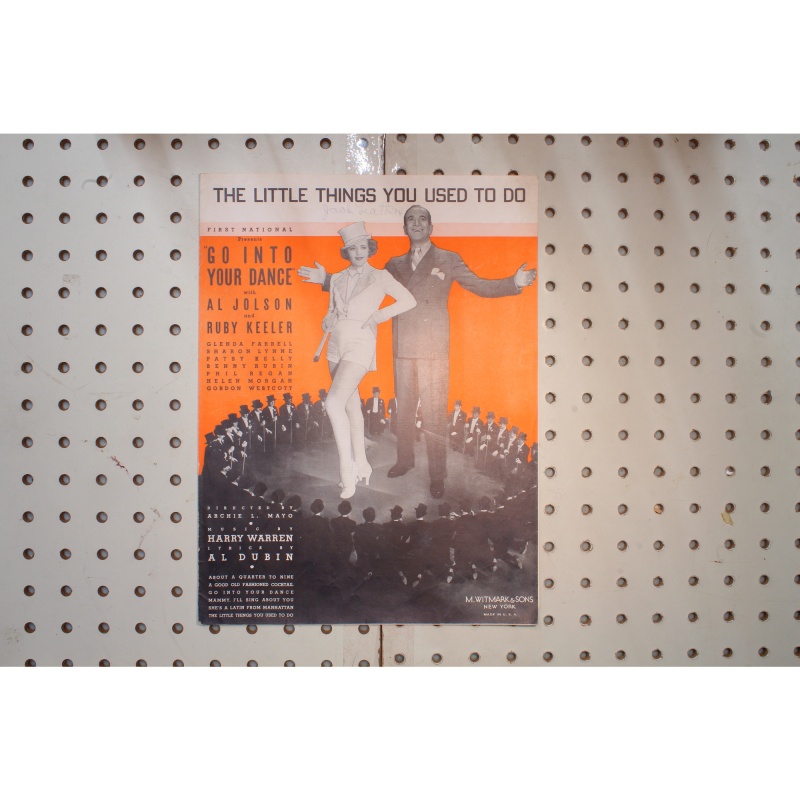 THE LITTLE THINGS YOU USED TO DO
FIRST NATIONAL
Presents
"GO INTO
YOUR DANCE"
with
AL JOLSON
and
RUBY KEELER
GLENDA FARRELL
SHARON LYNNE
PATSY KELLY
BENNY RUBIN
PHIL REGAN
HELEN MORGAN
GORDON WESTCOTT
DIRECTED BY
ARCHIE L. MAYO
MUSIC BY
HARRY WARREN
LYRICS BY
AL DUBIN
ABOUT A QUARTER TO NINE
A GOOD OLD FASHIONED COCKTAIL
GO INTO YOUR DANCE
MAMMY, I'LL SING ABOUT YOU
SHE'S A LATIN FROM MANHATTAN
THE LITTLE THINGS YOU USED TO DO
M. WITMARK & SONS
NEW YORK
MADE IN U. S. A.